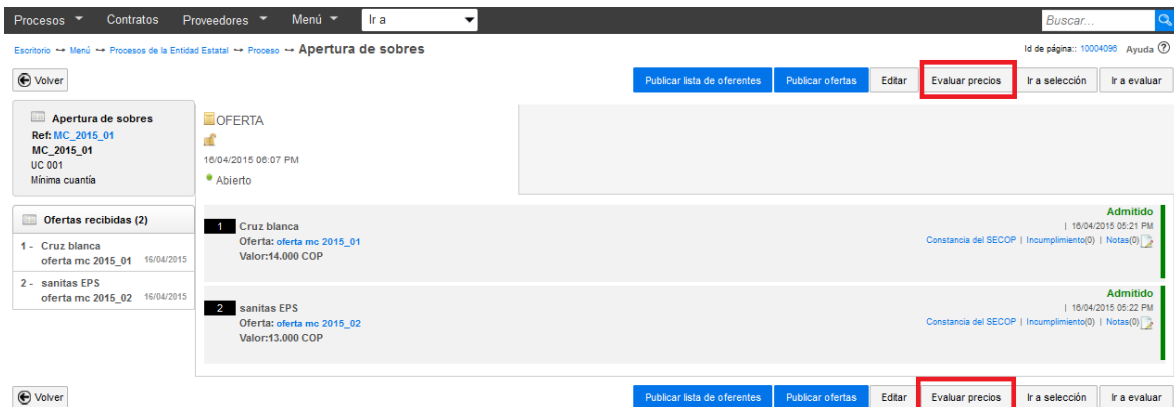 Procesos Contratos Proveedores Menú Ir a Buscar...
Escritorio Menú Procesos de la Entidad Estatal Proceso Apertura de sobres Id de página:: 10004096 Ayuda ?
Volver Publicar lista de oferentes Publicar ofertas Editar Evaluar precios Ir a selección Ir a evaluar
Apertura de sobres
Ref: MC_2015_01
MC_2015_01
UC 001
Mínima cuantía
OFERTA
16/04/2015 06:07 PM
Abierto
Ofertas recibidas (2)
1 - Cruz blanca
oferta mc 2015_01 16/04/2015
2 - sanitas EPS
oferta mc 2015_02 16/04/2015
1 Cruz blanca Admitido
| 16/04/2015 05:21 PM
Oferta: oferta mc 2015_01 Constancia del SECOP | Incumplimiento(0) | Notas(0)
Valor:14.000 COP
2 sanitas EPS Admitido
| 16/04/2015 05:22 PM
Oferta: oferta mc 2015_02 Constancia del SECOP | Incumplimiento(0) | Notas(0)
Valor:13.000 COP
Volver Publicar lista de oferentes Publicar ofertas Editar Evaluar precios Ir a selección Ir a evaluar